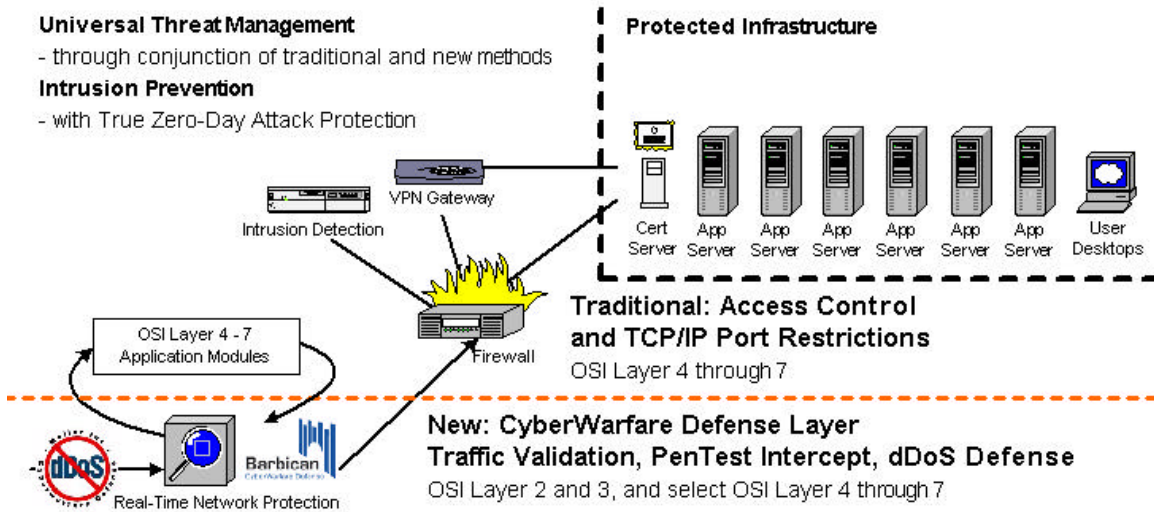 Universal Threat Management
- through conjunction of traditional and new methods
Intrusion Prevention
- with True Zero-Day Attack Protection
Protected Infrastructure
VPN Gateway
Intrusion Detection
Cert Server
App Server
App Server
App Server
App Server
App Server
App Server
User Desktops
Firewall
Traditional: Access Control
and TCP/IP Port Restrictions
OSI Layer 4 through 7
OSI Layer 4 - 7
Application Modules
New: CyberWarfare Defense Layer
Traffic Validation, PenTest Intercept, dDoS Defense
OSI Layer 2 and 3, and select OSI Layer 4 through 7
dDoS
Barbican
CyberWarfare Defense
Real-Time Network Protection